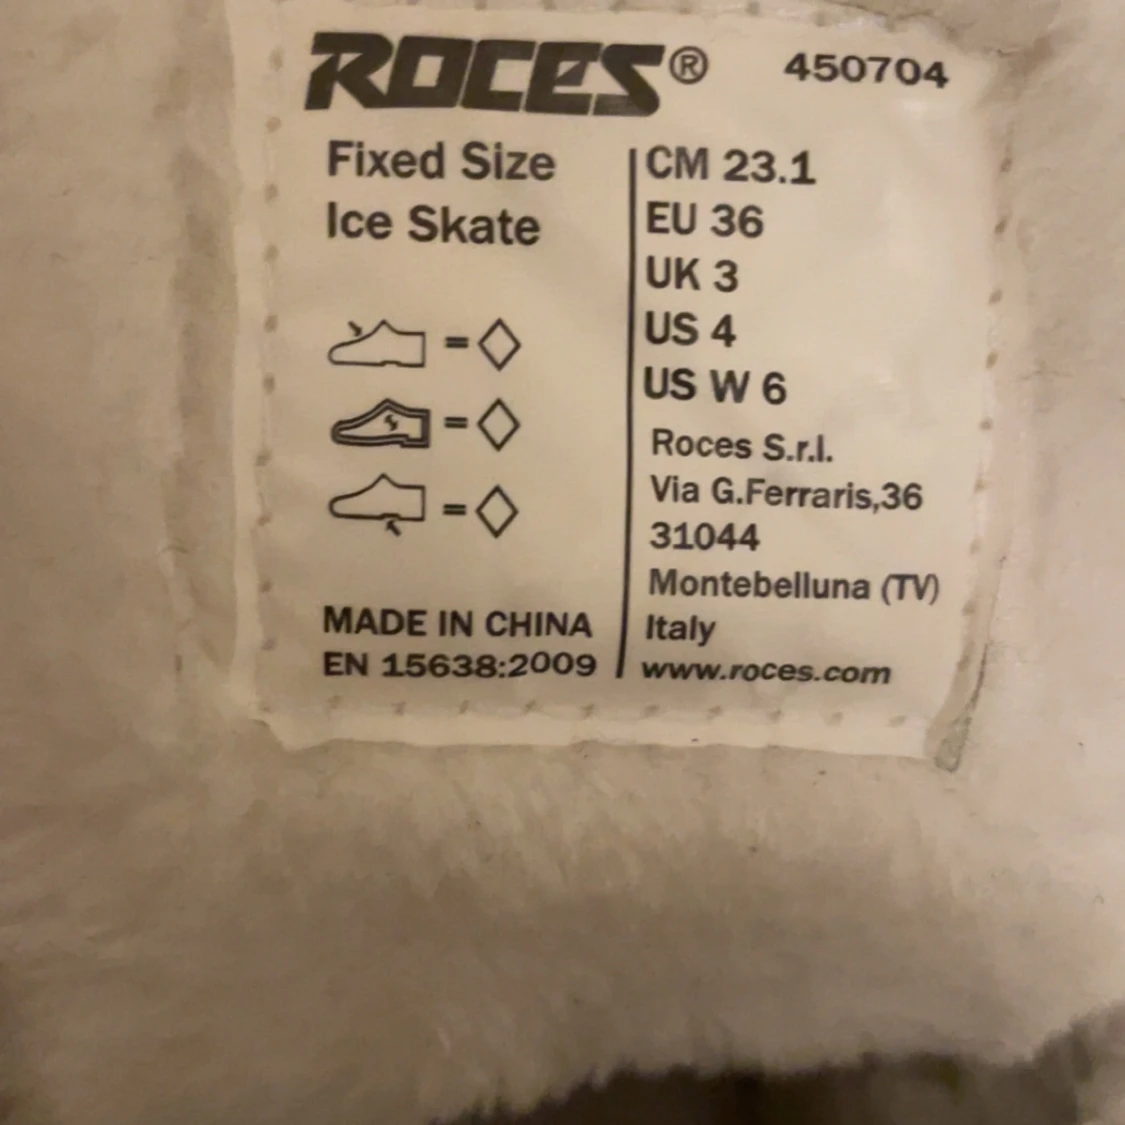 ROCES® 450704
Fixed Size
Ice Skate
=
=
=
MADE IN CHINA
EN 15638:2009
CM 23.1
EU 36
UK 3
US 4
US W 6
Roces S.r.l.
Via G.Ferraris,36
31044
Montebelluna (TV)
Italy
www.roces.com